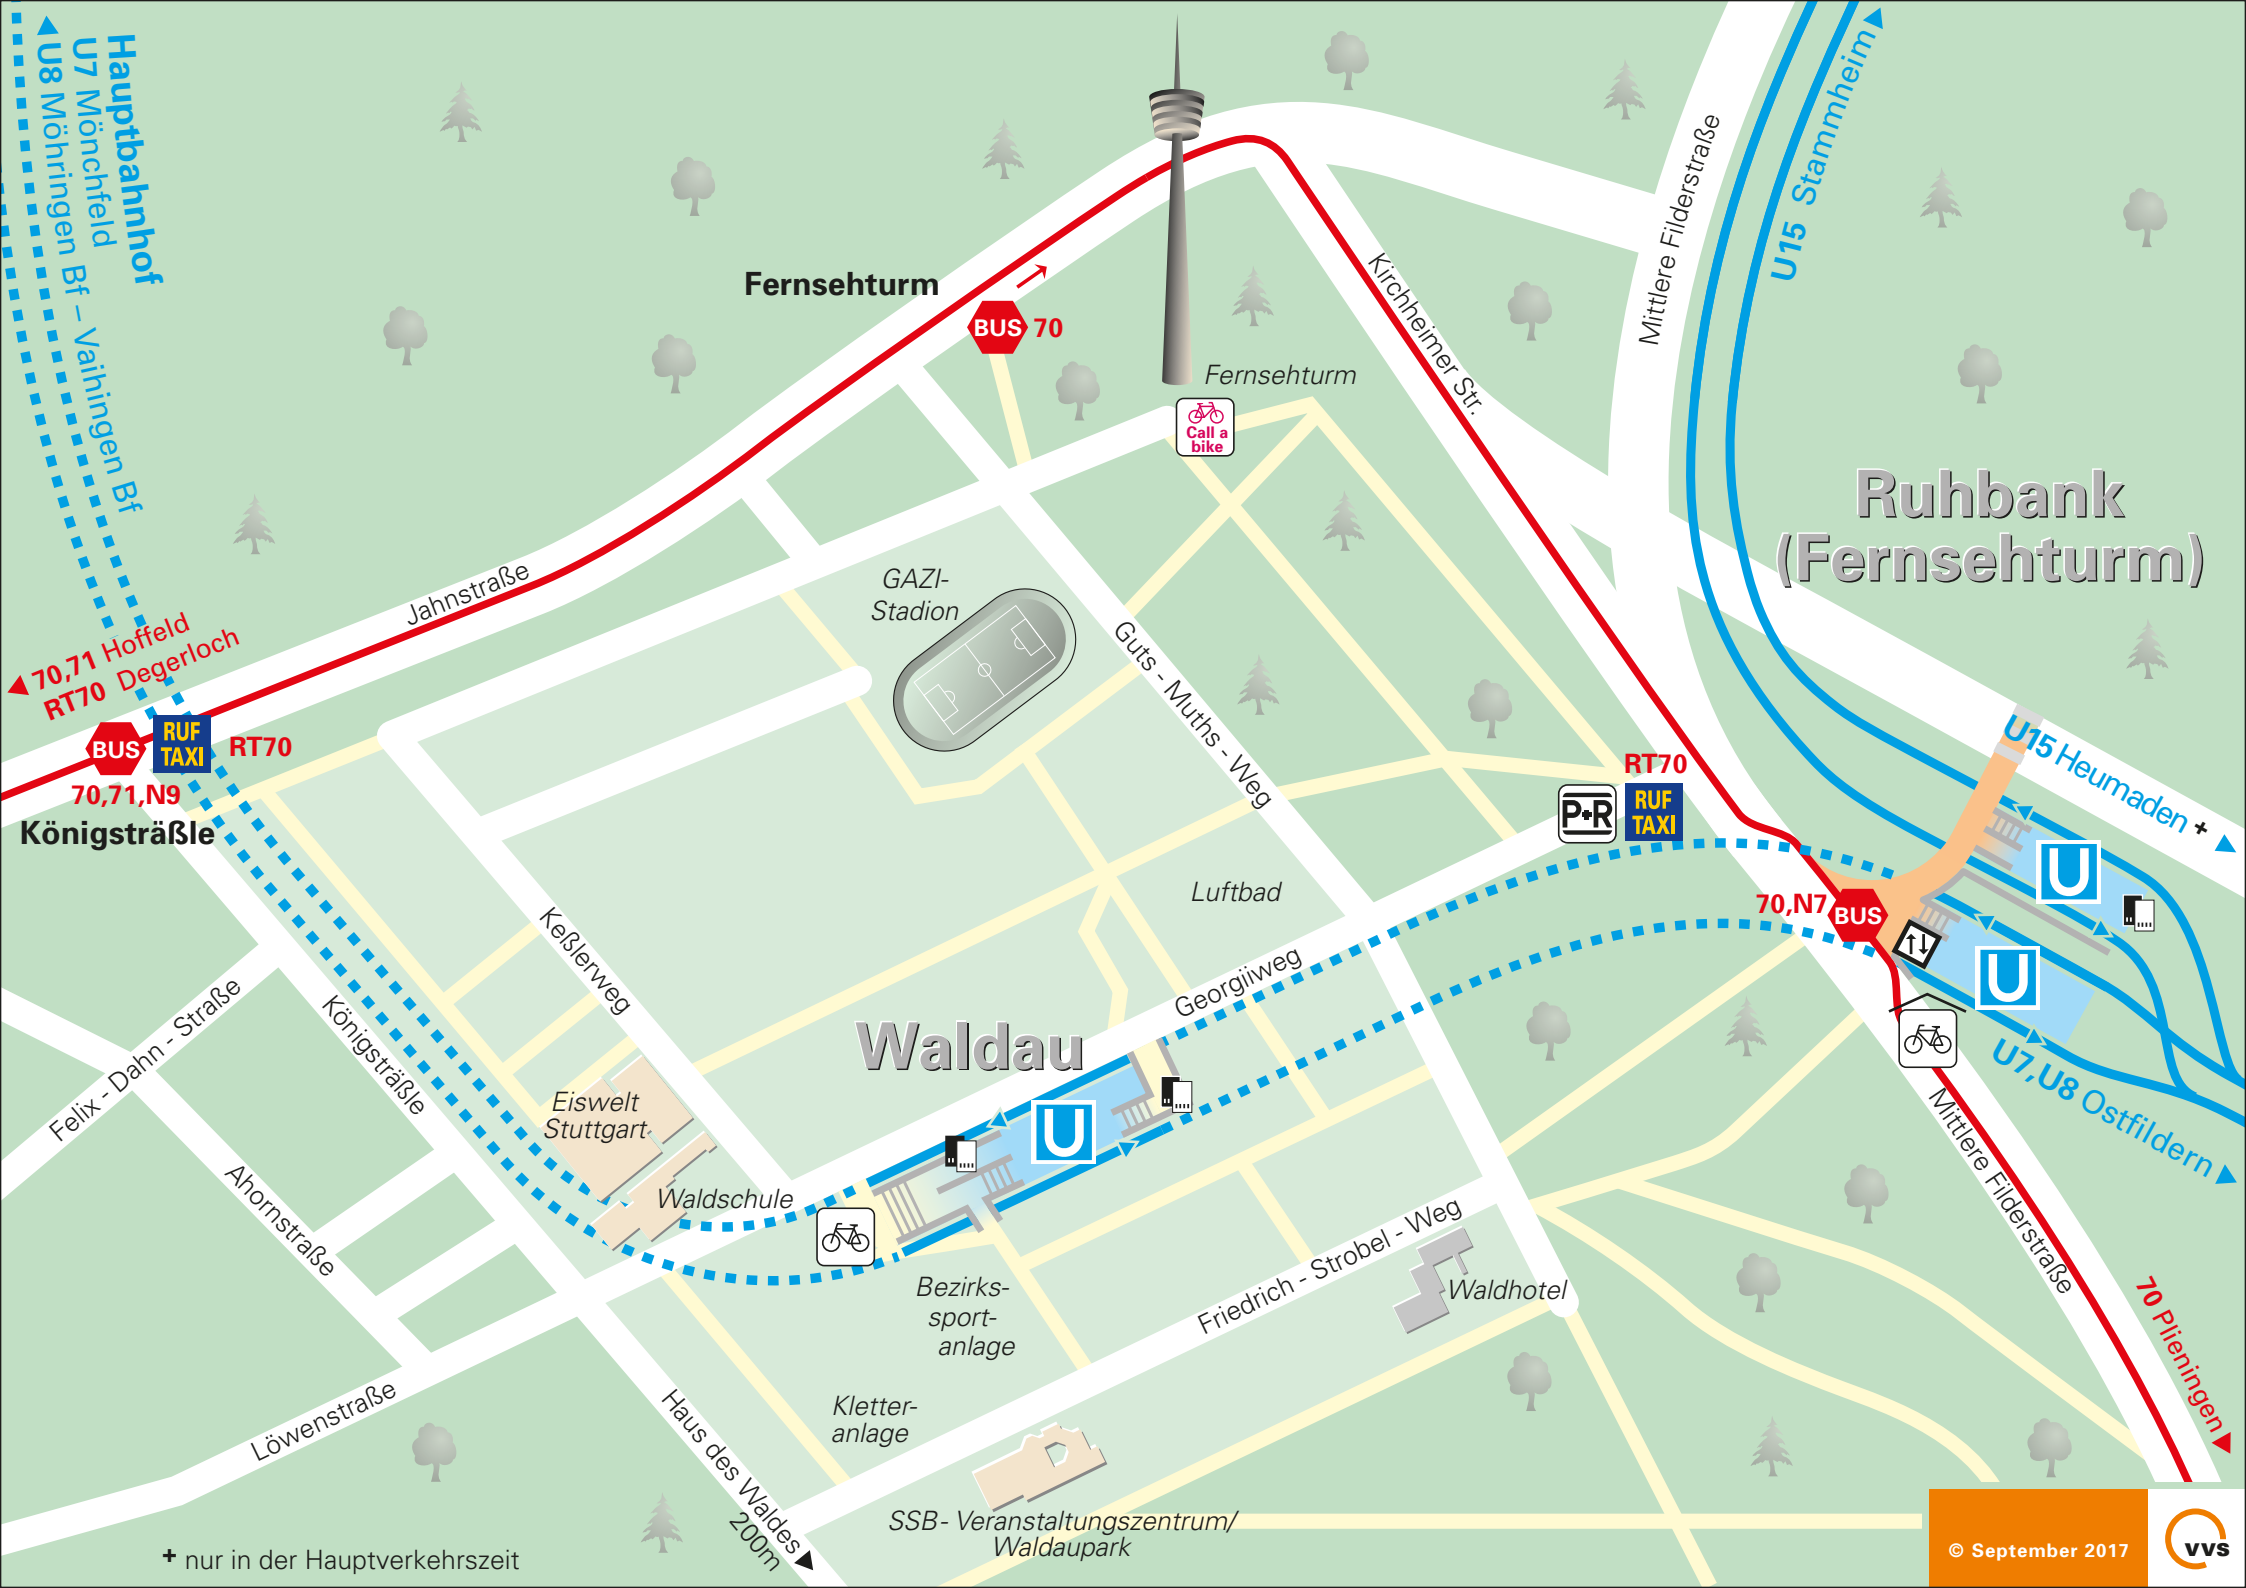 Hauptbahnhof
U7 Mönchfeld
U8 Möhringen Bf – Vaihingen Bf
Fernsehturm
BUS 70
Fernsehturm
Call a
bike
Kirchheimer Str.
Mittlere Filderstraße
U15 Stammheim
Ruhbank
(Fernsehturm)
Jahnstraße
GAZI-
Stadion
Guts - Muths - Weg
70,71 Hoffeld
RT70 Degerloch
BUS
RUF
TAXI
RT70
70,71,N9
Königsträßle
RT70
P+R
RUF
TAXI
U15 Heumaden +
U
70,N7
BUS
U
U7,U8 Ostfildern
Luftbad
Georgiiweg
Keßlerweg
Waldau
U
Felix - Dahn - Straße
Königsträßle
Eiswelt
Stuttgart
Waldschule
Ahornstraße
Bezirks-
sport-
anlage
Friedrich - Strobel - Weg
Waldhotel
Mittlere Filderstraße
70 Plieningen
Löwenstraße
Kletter-
anlage
Haus des Waldes
200m
SSB- Veranstaltungszentrum/
Waldaupark
+ nur in der Hauptverkehrszeit
© September 2017
vvs